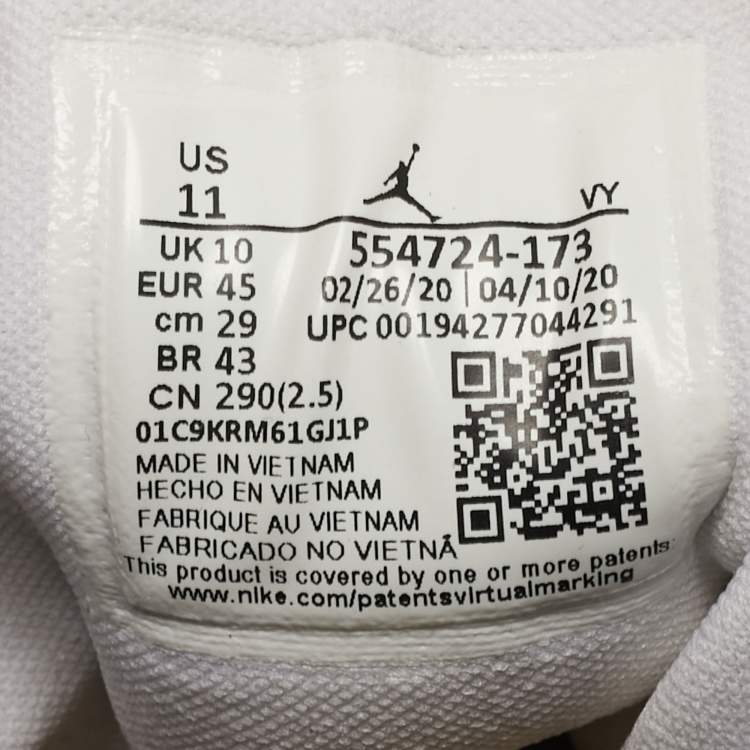 US
11
VY
UK 10
554724-173
EUR 45
02/26/20 | 04/10/20
cm 29
UPC 00194277044291
BR 43
CN 290(2.5)
01C9KRM61GJ1P
MADE IN VIETNAM
HECHO EN VIETNAM
FABRIQUE AU VIETNAM
FABRICADO NO VIETNÃ
This product is covered by one or more patents:
www.nike.com/patentsvirtualmarking